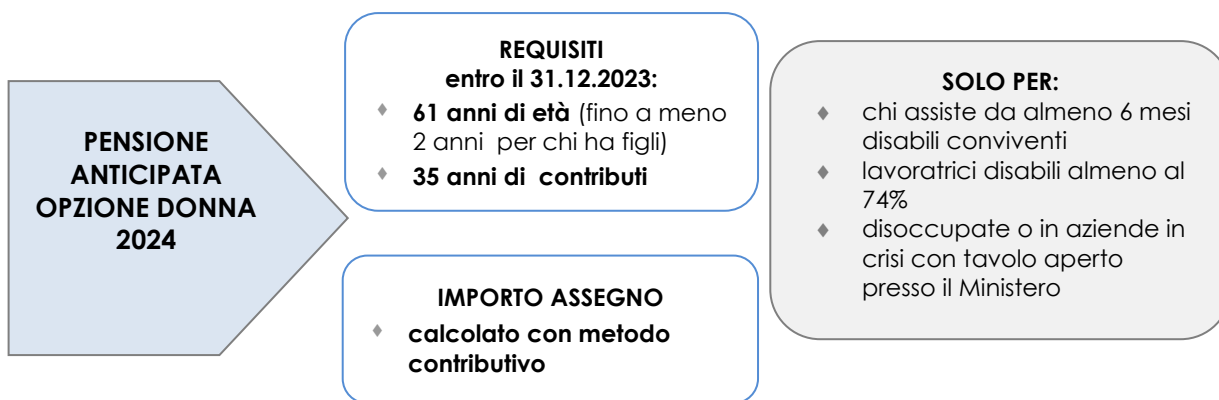 PENSIONE
ANTICIPATA
OPZIONE DONNA
2024
REQUISITI
entro il 31.12.2023:
♦ 61 anni di età (fino a meno
2 anni per chi ha figli)
♦ 35 anni di contributi
IMPORTO ASSEGNO
♦ calcolato con metodo
contributivo
SOLO PER:
♦ chi assiste da almeno 6 mesi
disabili conviventi
♦ lavoratrici disabili almeno al
74%
♦ disoccupate o in aziende in
crisi con tavolo aperto
presso il Ministero